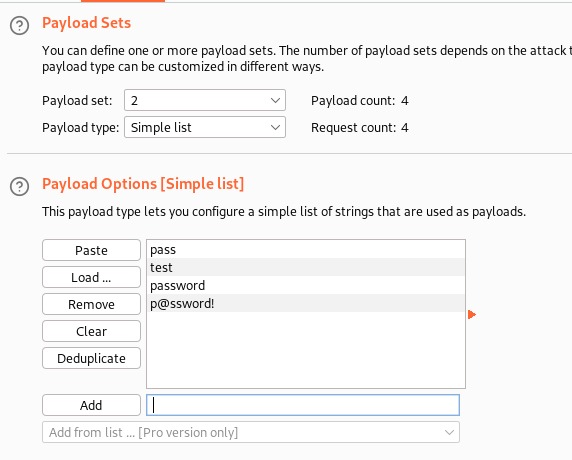 Payload Sets
You can define one or more payload sets. The number of payload sets depends on the attack
payload type can be customized in different ways.
Payload set: 2 Payload count: 4
Payload type: Simple list Request count: 4
Payload Options [Simple list]
This payload type lets you configure a simple list of strings that are used as payloads.
Paste
Load ...
Remove
Clear
Deduplicate
pass
test
password
p@ssword!
Add
Add from list ... [Pro version only]